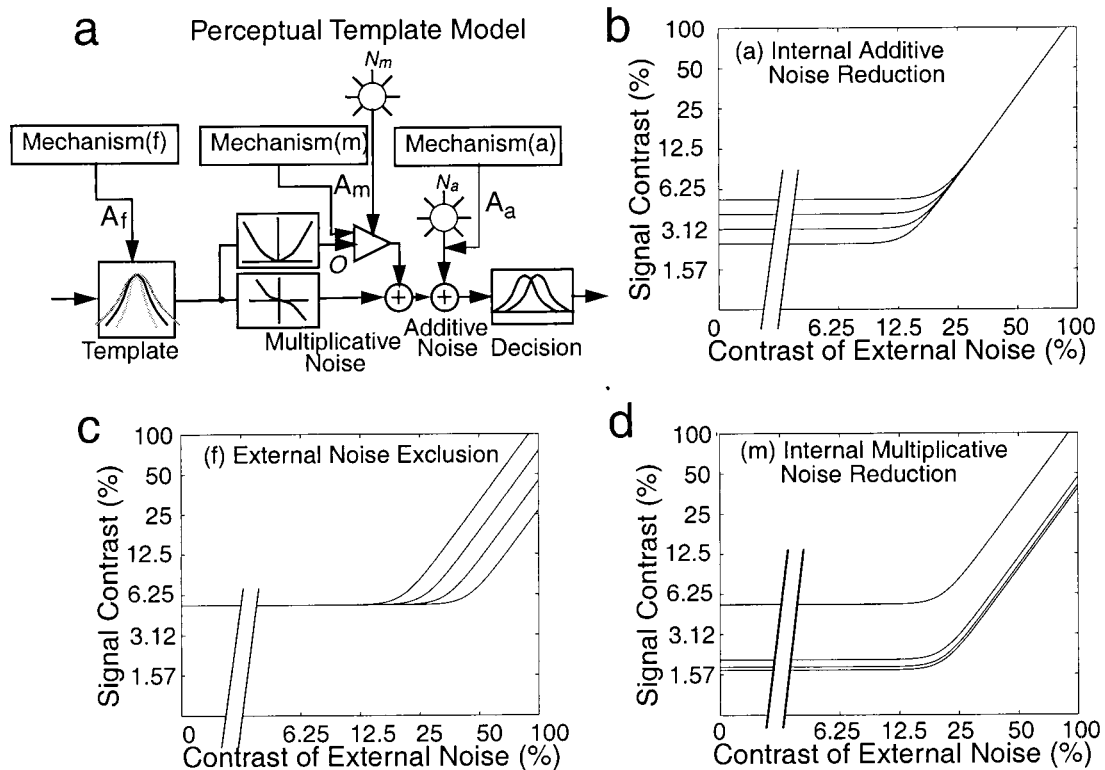 a
Perceptual Template Model
Nm
Mechanism(f)
Mechanism(m)
Mechanism(a)
Af
Am
Na
Aa
O
Template
Multiplicative
Noise
Additive
Noise
Decision
b
(a) Internal Additive
Noise Reduction
Signal Contrast (%)
100
50
25
12.5
6.25
3.12
1.57
0
6.25
12.5
25
50
100
Contrast of External Noise (%)
c
(f) External Noise Exclusion
Signal Contrast (%)
100
50
25
12.5
6.25
3.12
1.57
0
6.25
12.5
25
50
100
Contrast of External Noise (%)
d
(m) Internal Multiplicative
Noise Reduction
Signal Contrast (%)
100
50
25
12.5
6.25
3.12
1.57
0
6.25
12.5
25
50
100
Contrast of External Noise (%)